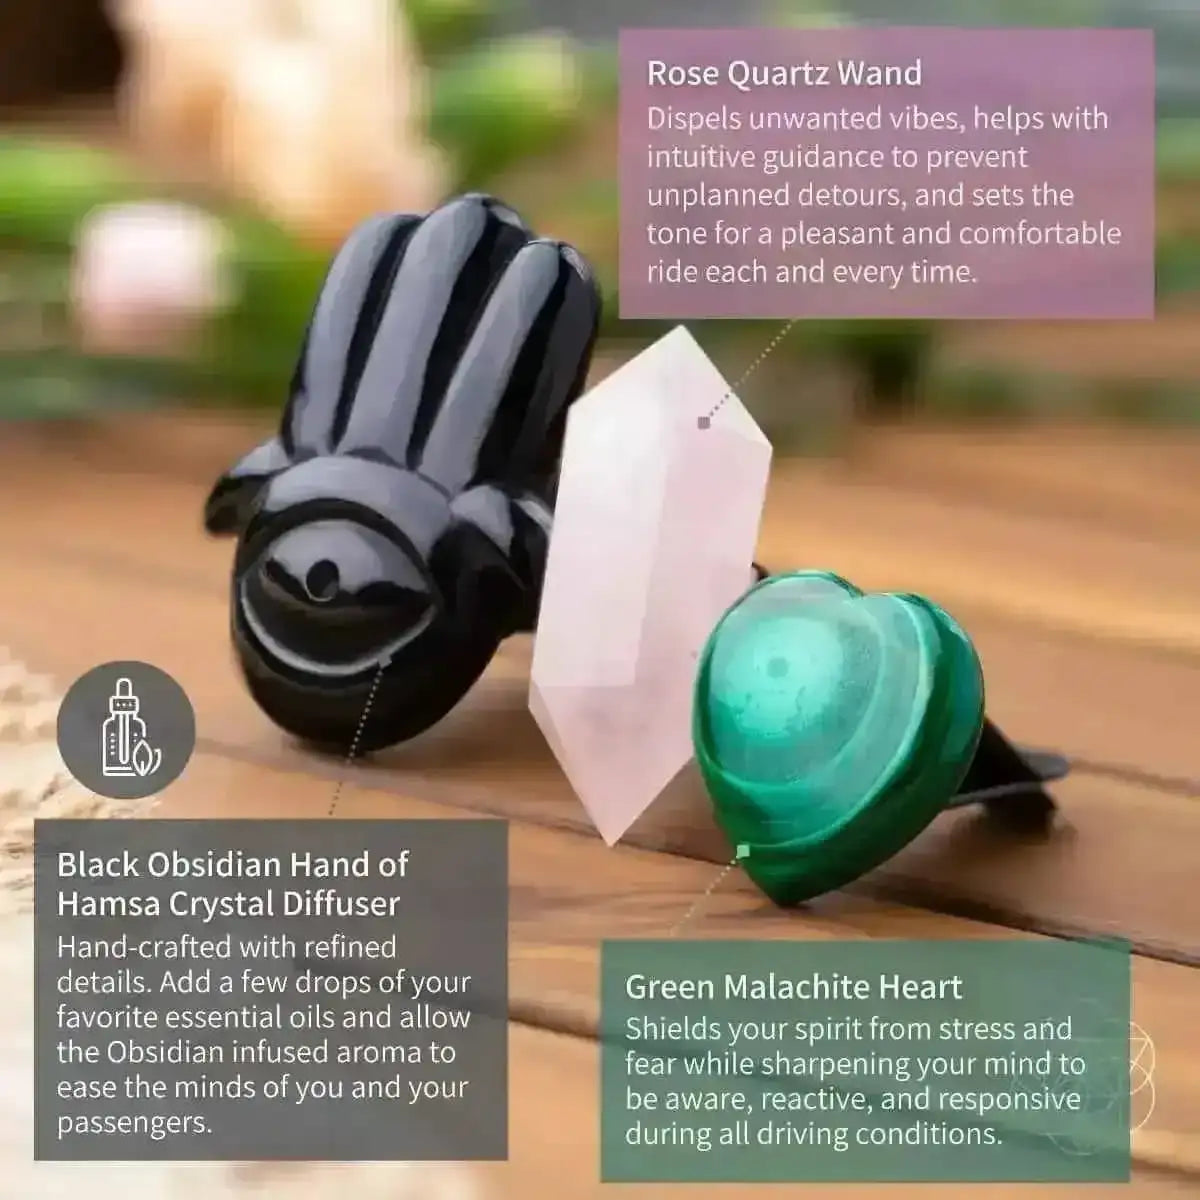 Rose Quartz Wand
Dispels unwanted vibes, helps with
intuitive guidance to prevent
unplanned detours, and sets the
tone for a pleasant and comfortable
ride each and every time.
Black Obsidian Hand of
Hamsa Crystal Diffuser
Hand-crafted with refined
details. Add a few drops of your
favorite essential oils and allow
the Obsidian infused aroma to
ease the minds of you and your
passengers.
Green Malachite Heart
Shields your spirit from stress and
fear while sharpening your mind to
be aware, reactive, and responsive
during all driving conditions.